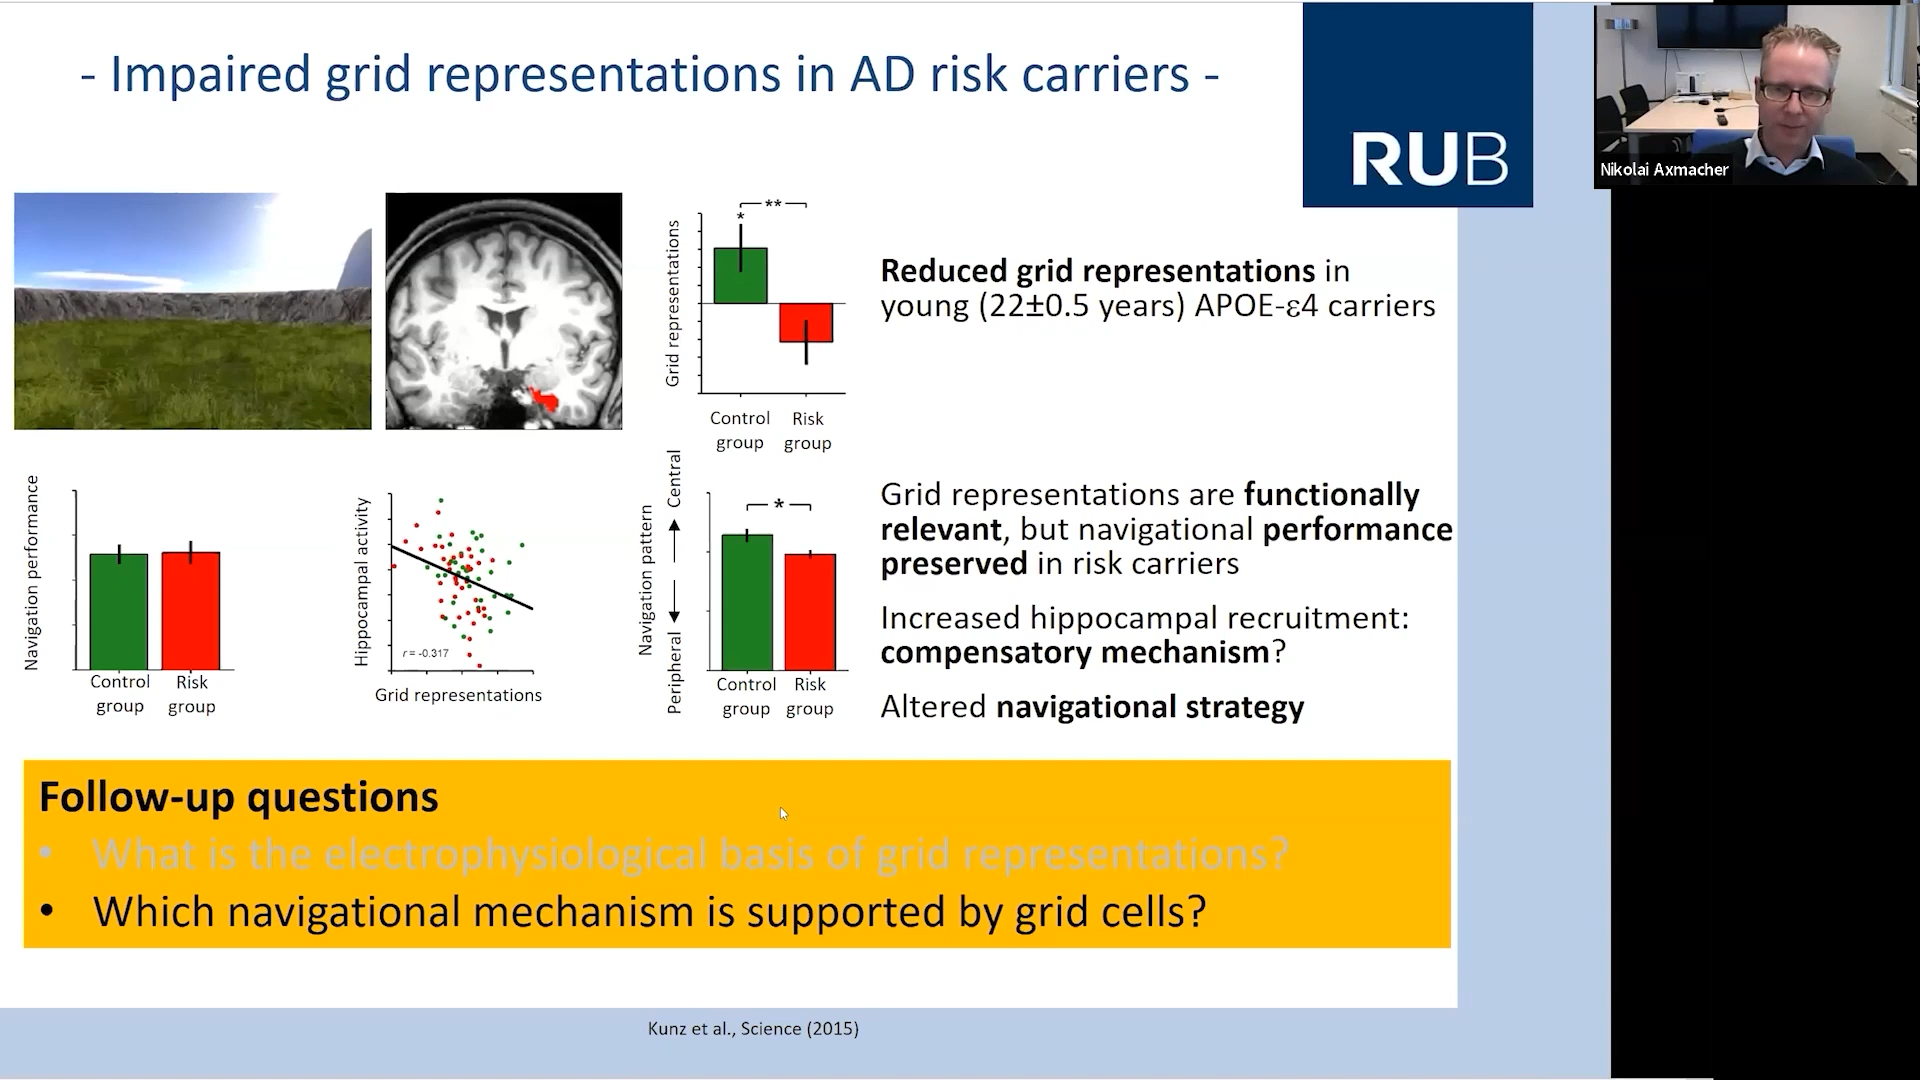 - Impaired grid representations in AD risk carriers -
RUB
Nikolai Axmacher
Grid representations
*
**
Control
group
Risk
group
Reduced grid representations in
young (22±0.5 years) APOE-ε4 carriers
Navigation performance
Control
group
Risk
group
Hippocampal activity
r = -0.317
Grid representations
Navigation pattern
Peripheral
Central
*
Control
group
Risk
group
Grid representations are functionally
relevant, but navigational performance
preserved in risk carriers
Increased hippocampal recruitment:
compensatory mechanism?
Altered navigational strategy
Follow-up questions
• What is the electrophysiological basis of grid representations?
• Which navigational mechanism is supported by grid cells?
Kunz et al., Science (2015)